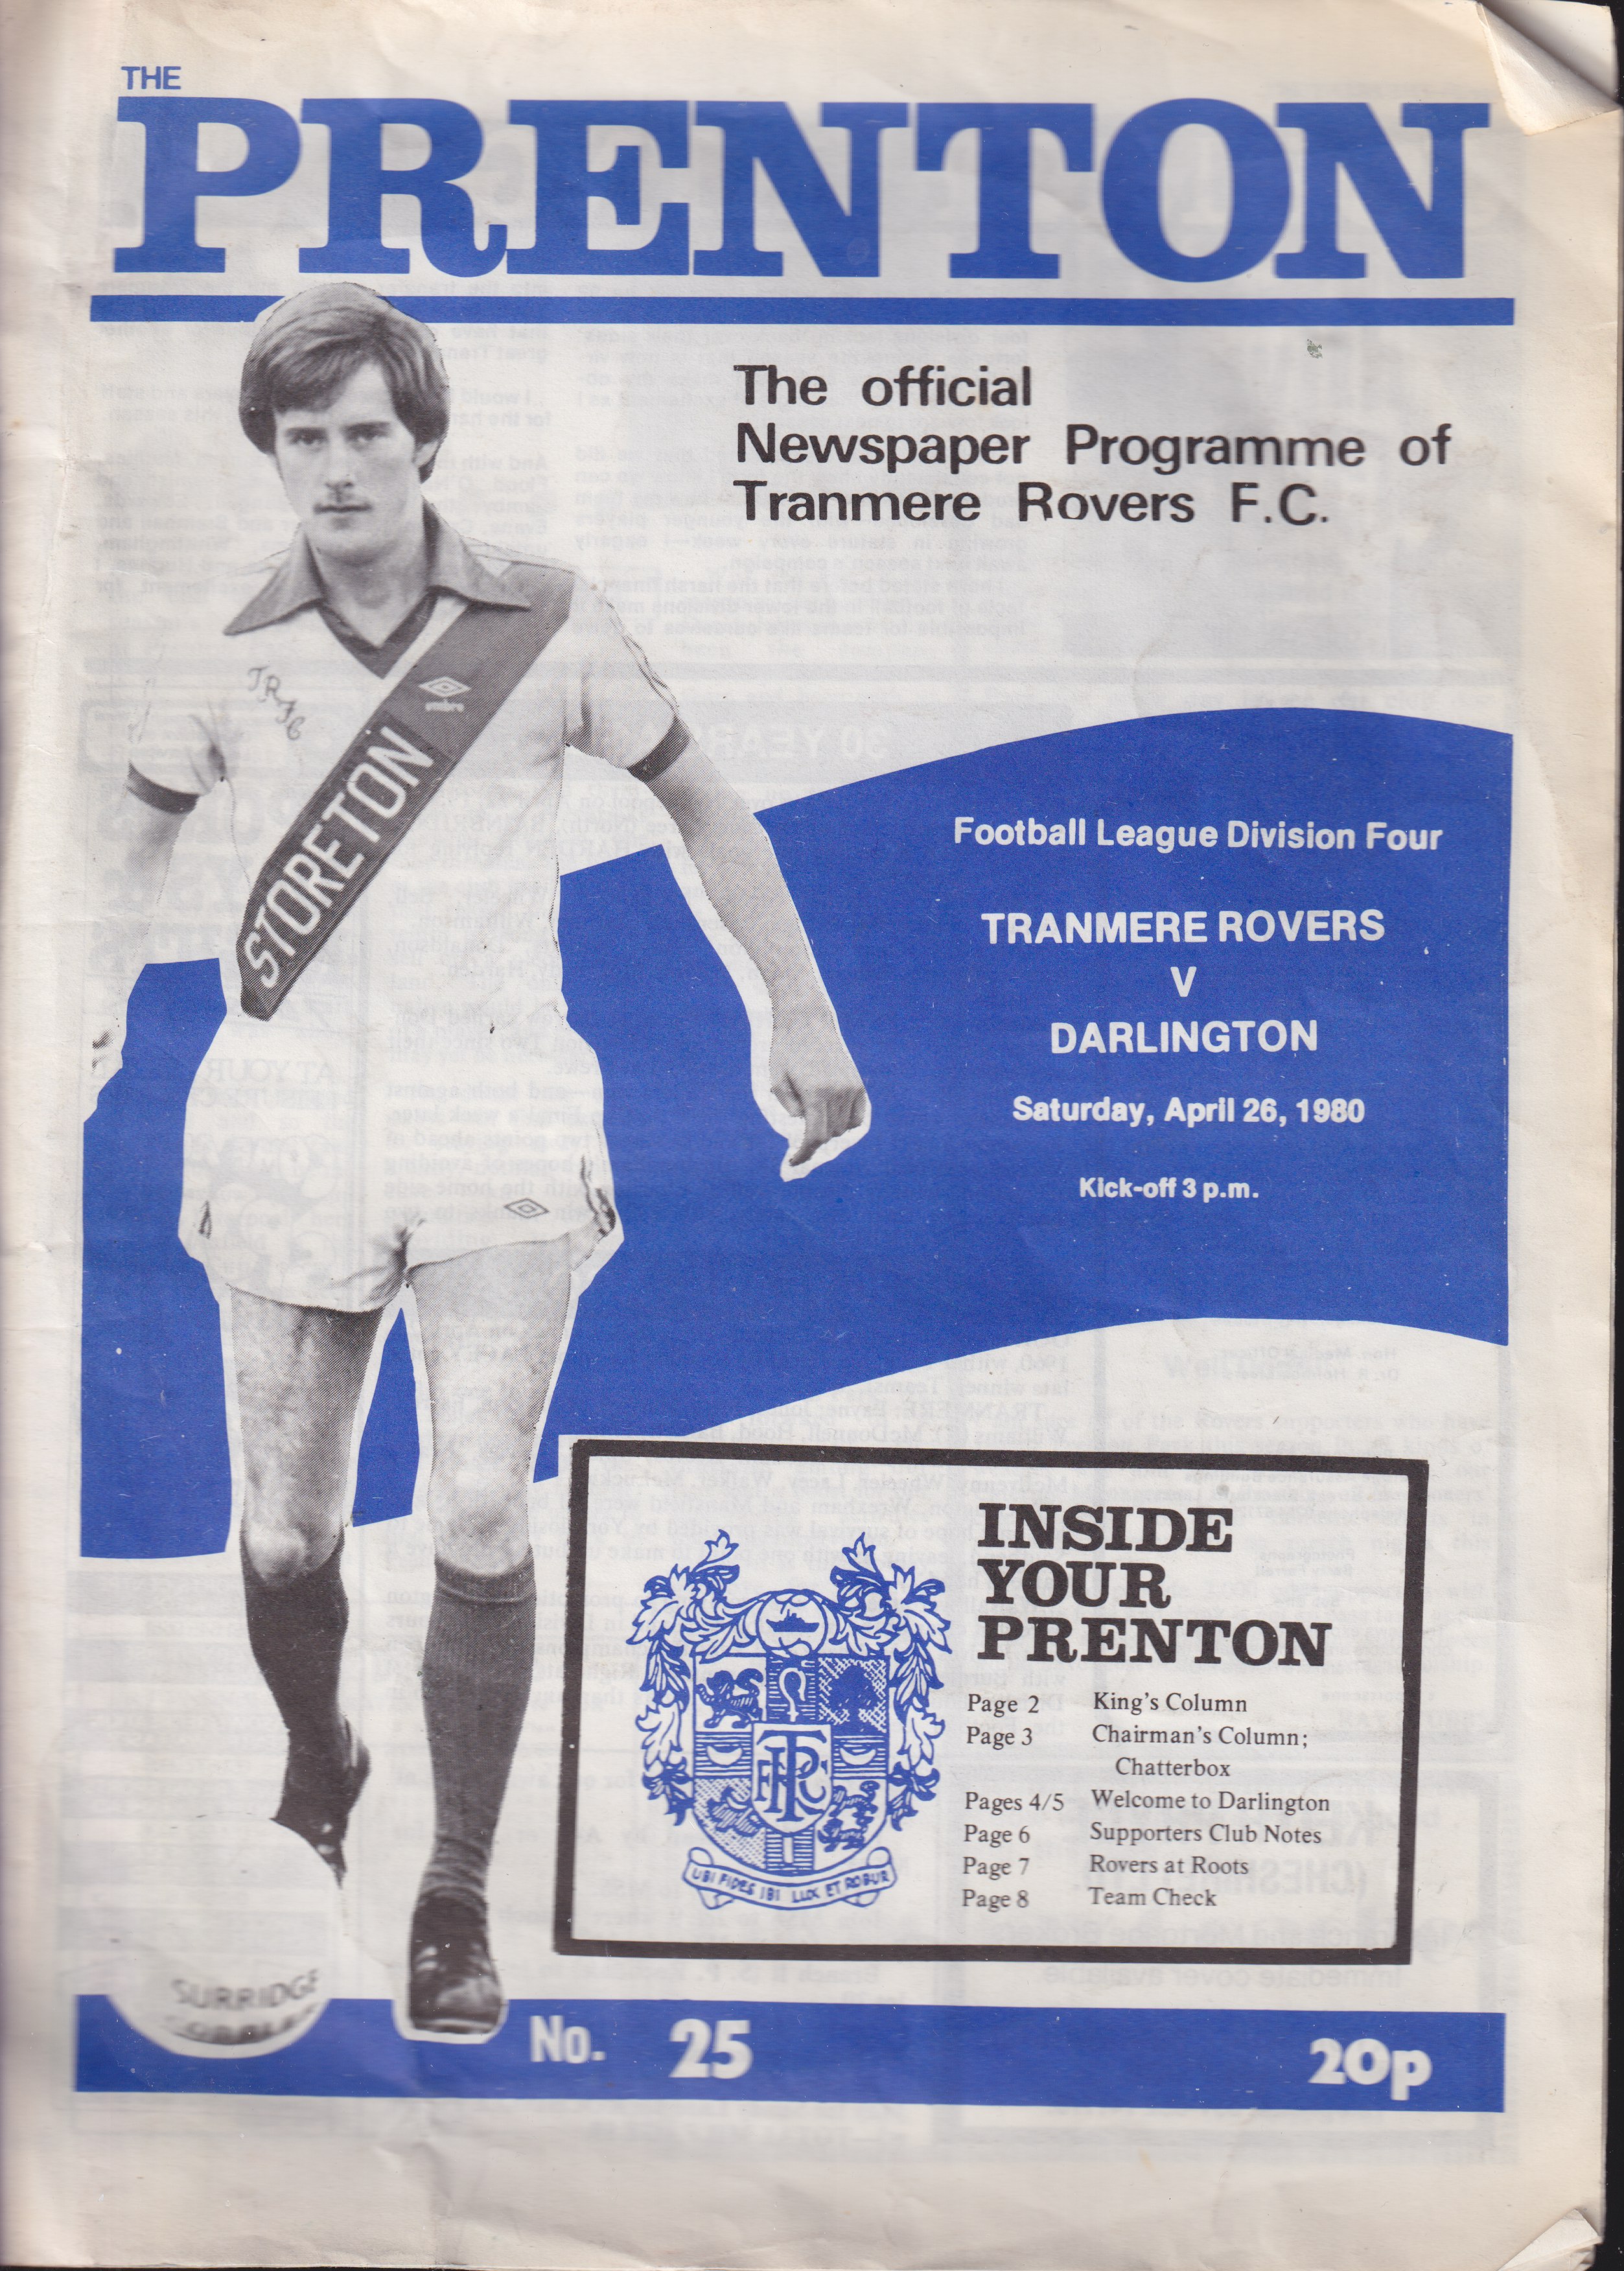 THE
PRENTON
The official
Newspaper Programme of
Tranmere Rovers F.C.
TRFC
umbro
STORETON
Football League Division Four
TRANMERE ROVERS
V
DARLINGTON
Saturday, April 26, 1980
Kick-off 3 p.m.
INSIDE
YOUR
PRENTON
Page 2 King's Column
Page 3 Chairman's Column;
Chatterbox
Pages 4/5 Welcome to Darlington
Page 6 Supporters Club Notes
Page 7 Rovers at Roots
Page 8 Team Check
TRFC
UBI FIDES IBI LUX ET ROBUR
SURRIDGE
No. 25
20p